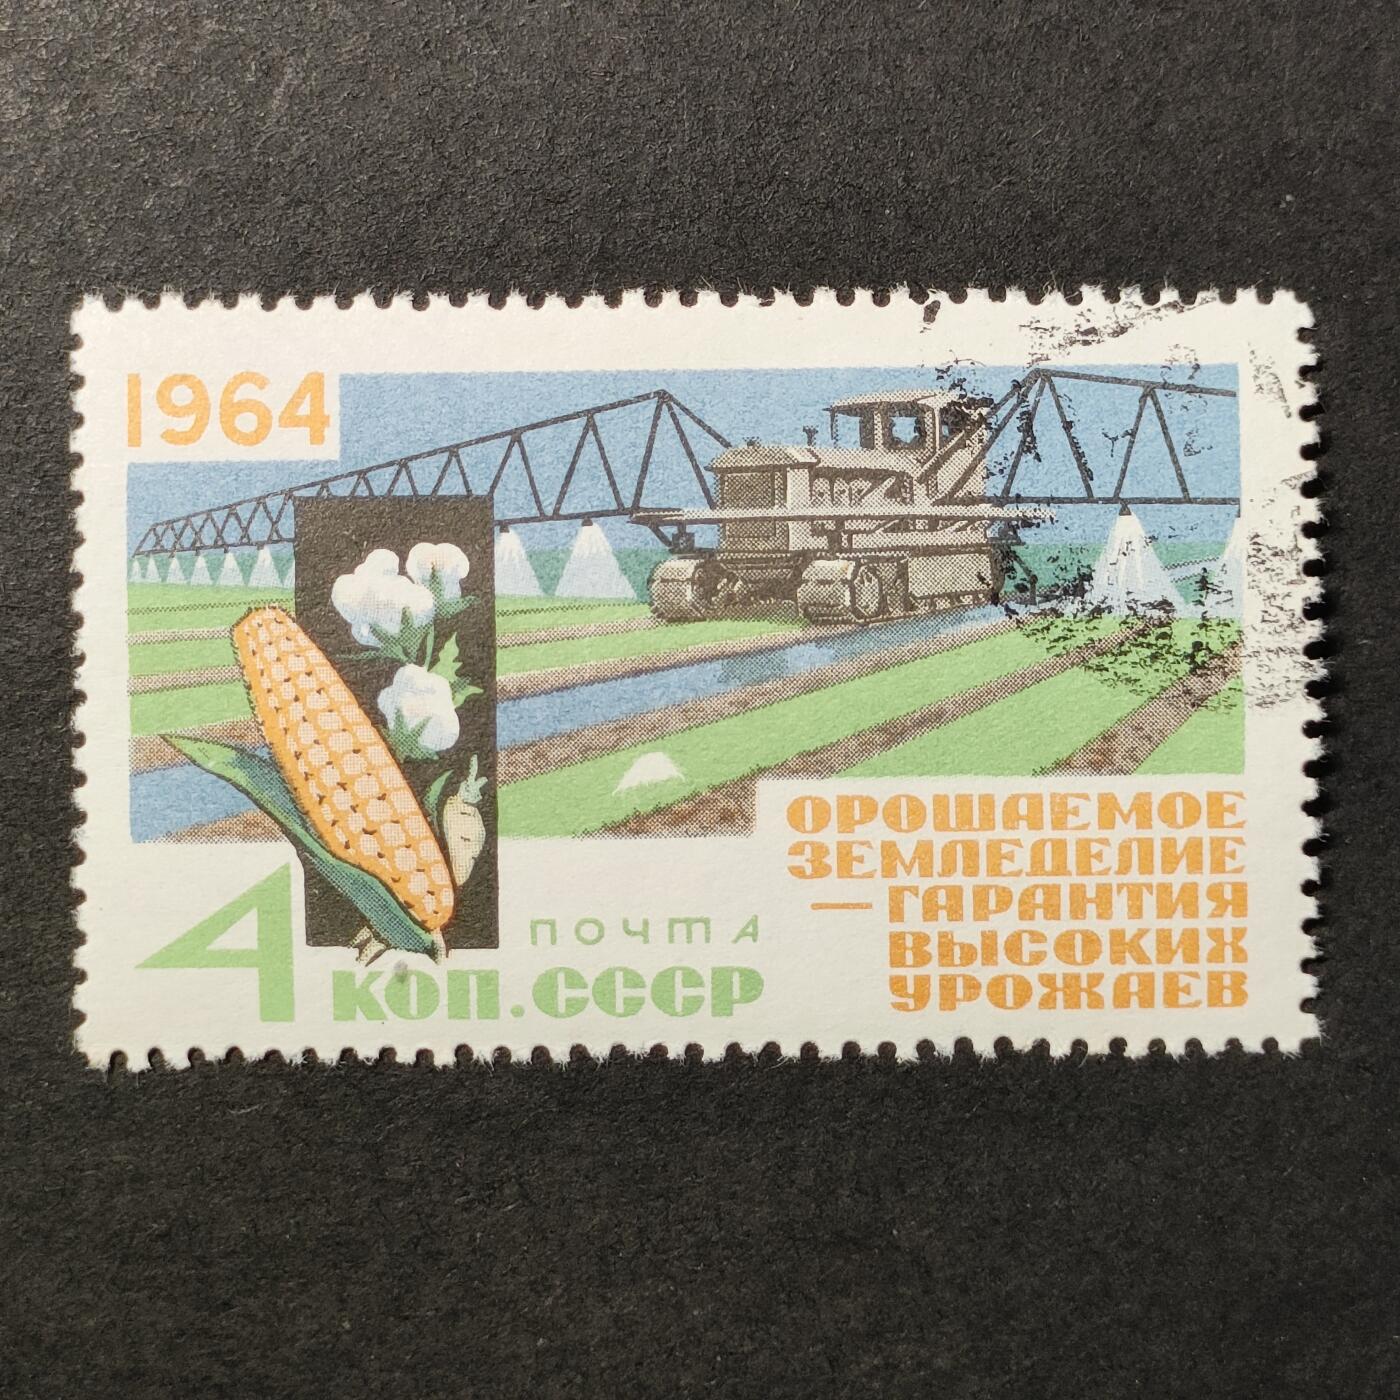 1964
ОРОШАЕМОЕ
ЗЕМЛЕДЕЛИЕ
— ГАРАНТИЯ
ВЫСОКИХ
УРОЖАЕВ
ПОЧТА
4 КОП. СССР